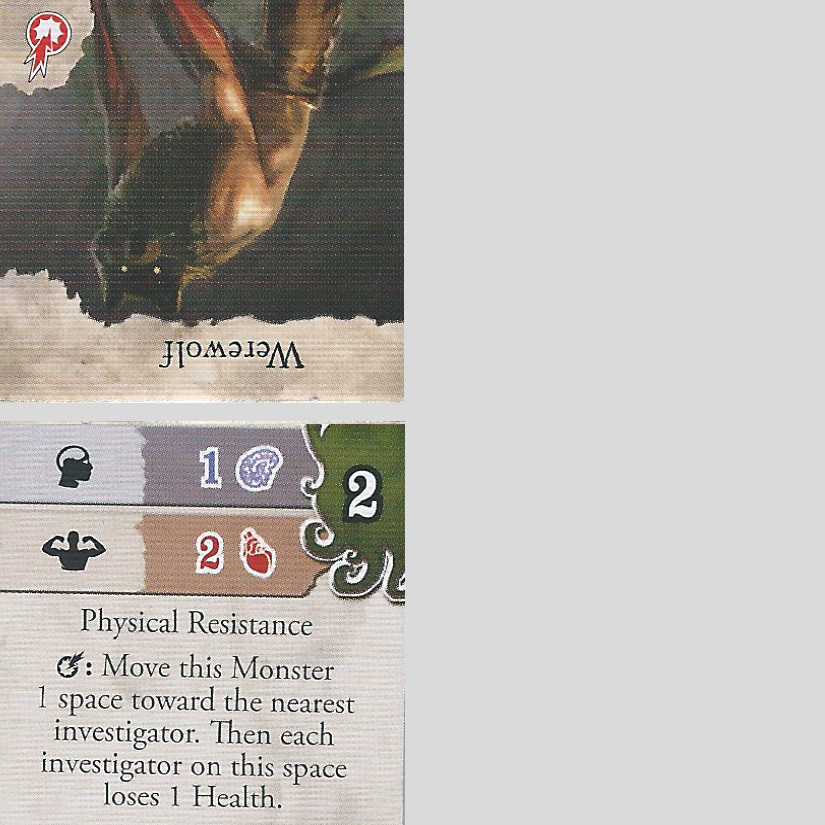 Werewolf
1
2
2
Physical Resistance
: Move this Monster
1 space toward the nearest
investigator. Then each
investigator on this space
loses 1 Health.